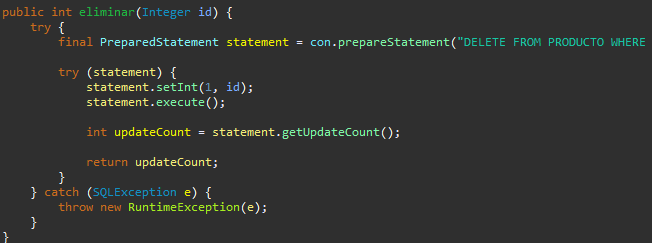 public int eliminar(Integer id) {
    try {
        final PreparedStatement statement = con.prepareStatement("DELETE FROM PRODUCTO WHERE
        try (statement) {
            statement.setInt(1, id);
            statement.execute();
            int updateCount = statement.getUpdateCount();
            return updateCount;
        }
    } catch (SQLException e) {
        throw new RuntimeException(e);
    }
}